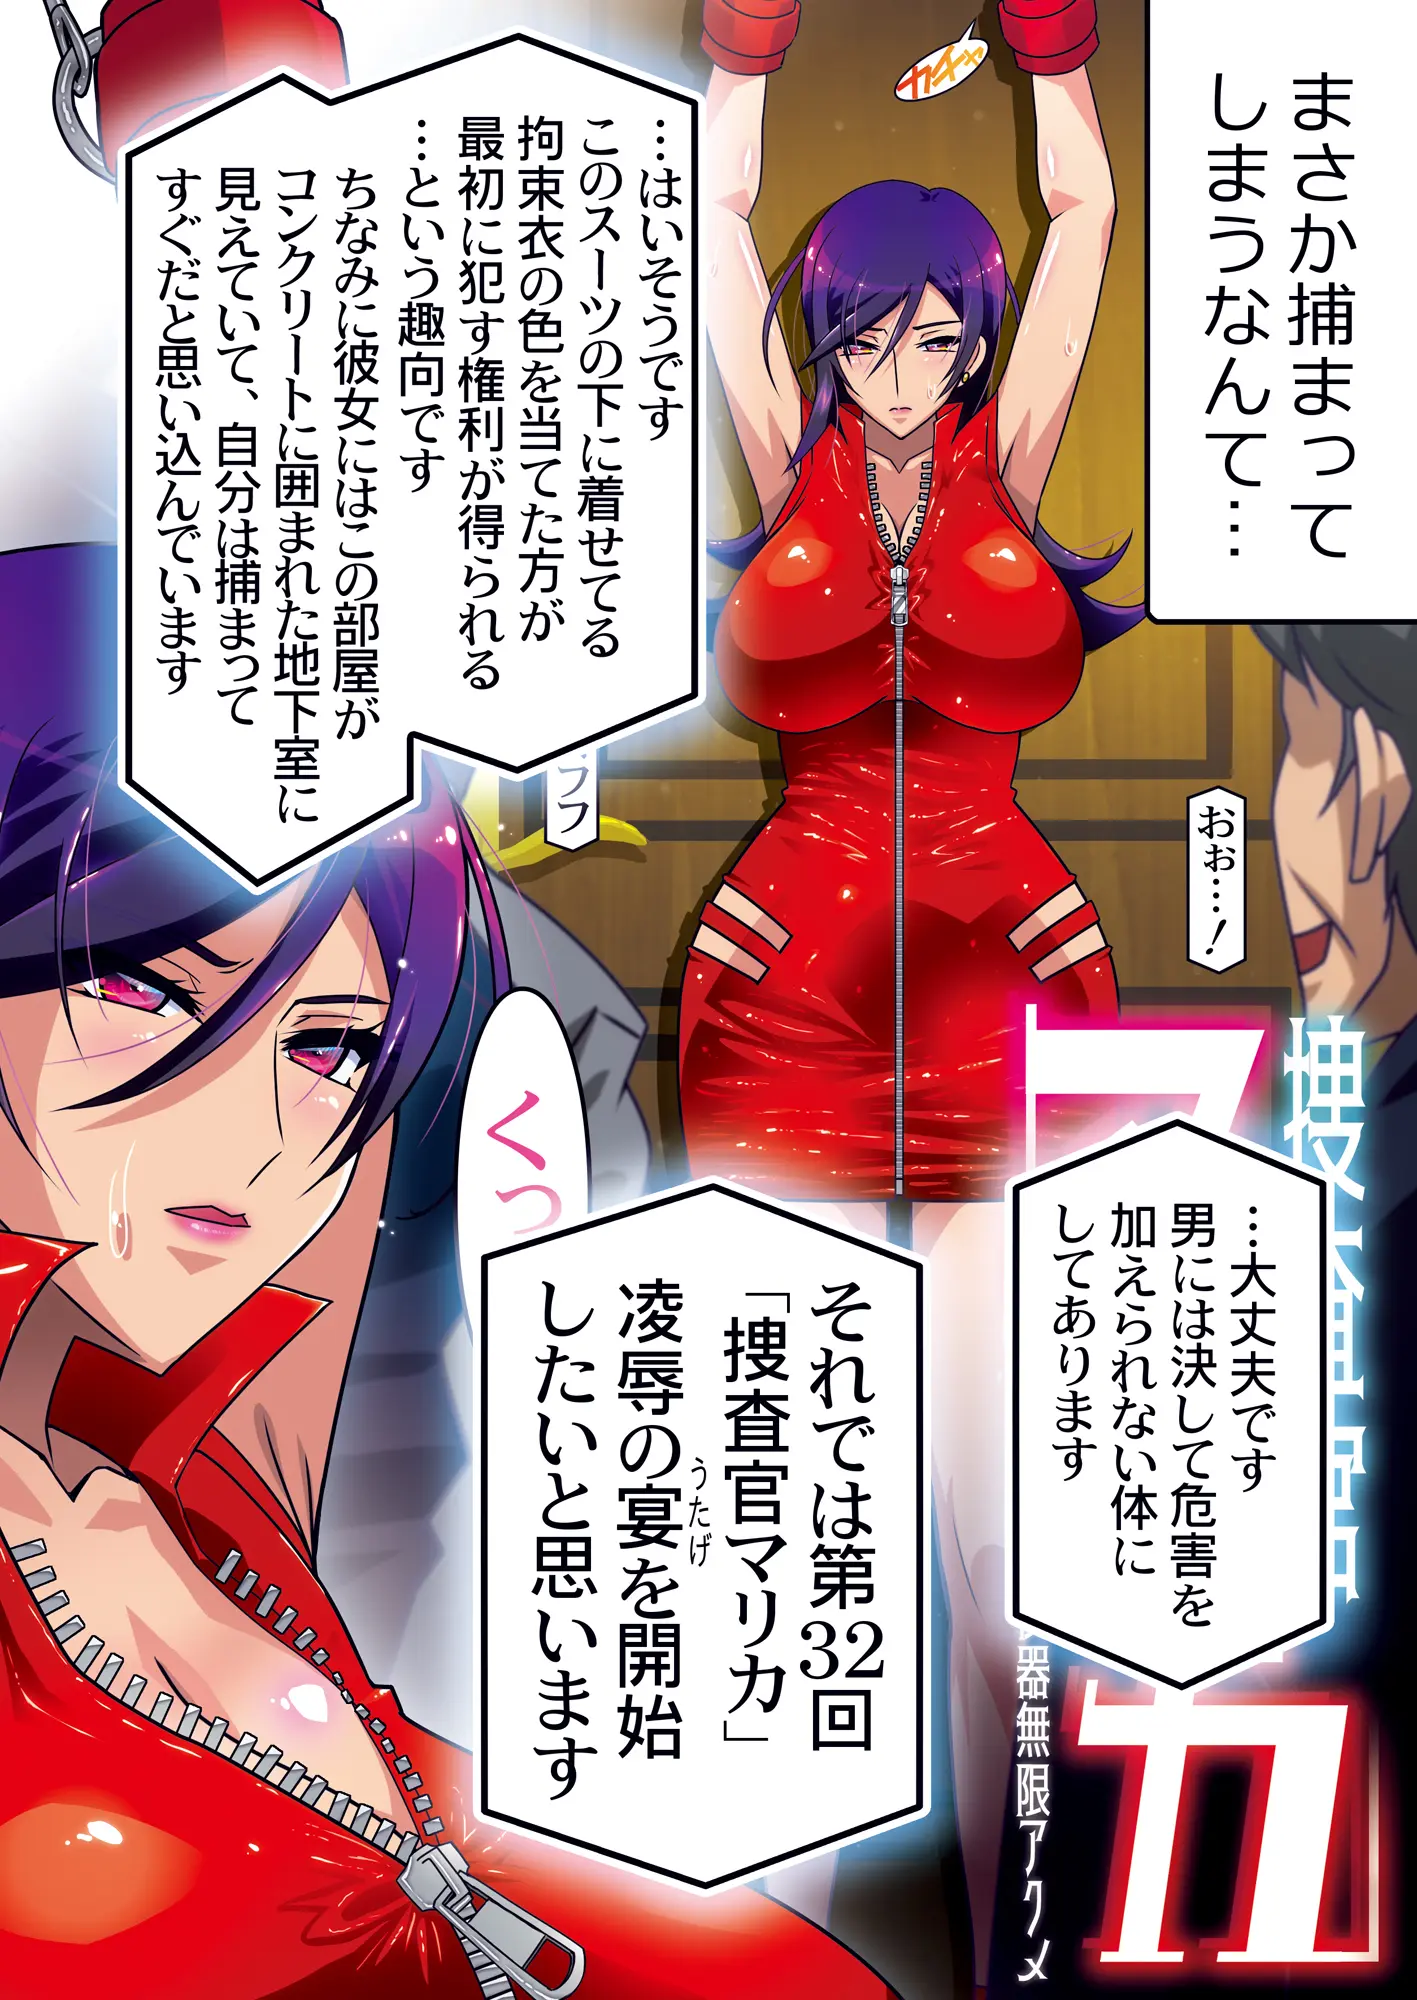 まさか捕まって
しまうなんて…
カチャ
…はいそうです
このスーツの下に着せてる
拘束衣の色を当てた方が
最初に犯す権利が得られる
…という趣向です
ちなみに彼女にはこの部屋が
コンクリートに囲まれた地下室に
見えていて、自分は捕まって
すぐだと思い込んでいます
おぉ…！
フフ
くっ
…大丈夫です
男には決して危害を
加えられない体に
してあります
それでは第32回
「捜査官マリカ」
凌辱の宴を開始
うたげ
したいと思います
捜査官
カ
器無限アクメ